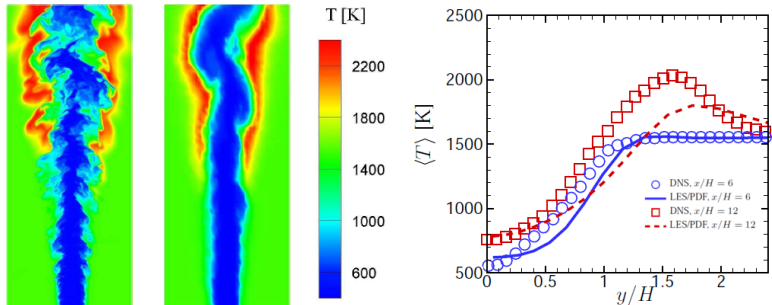 T [K]
2200
1800
1400
1000
600
2500
2000
1500
1000
500
⟨T⟩ [K]
DNS, x/H = 6
LES/PDF, x/H = 6
DNS, x/H = 12
LES/PDF, x/H = 12
0 0.5 1 1.5 2
y/H